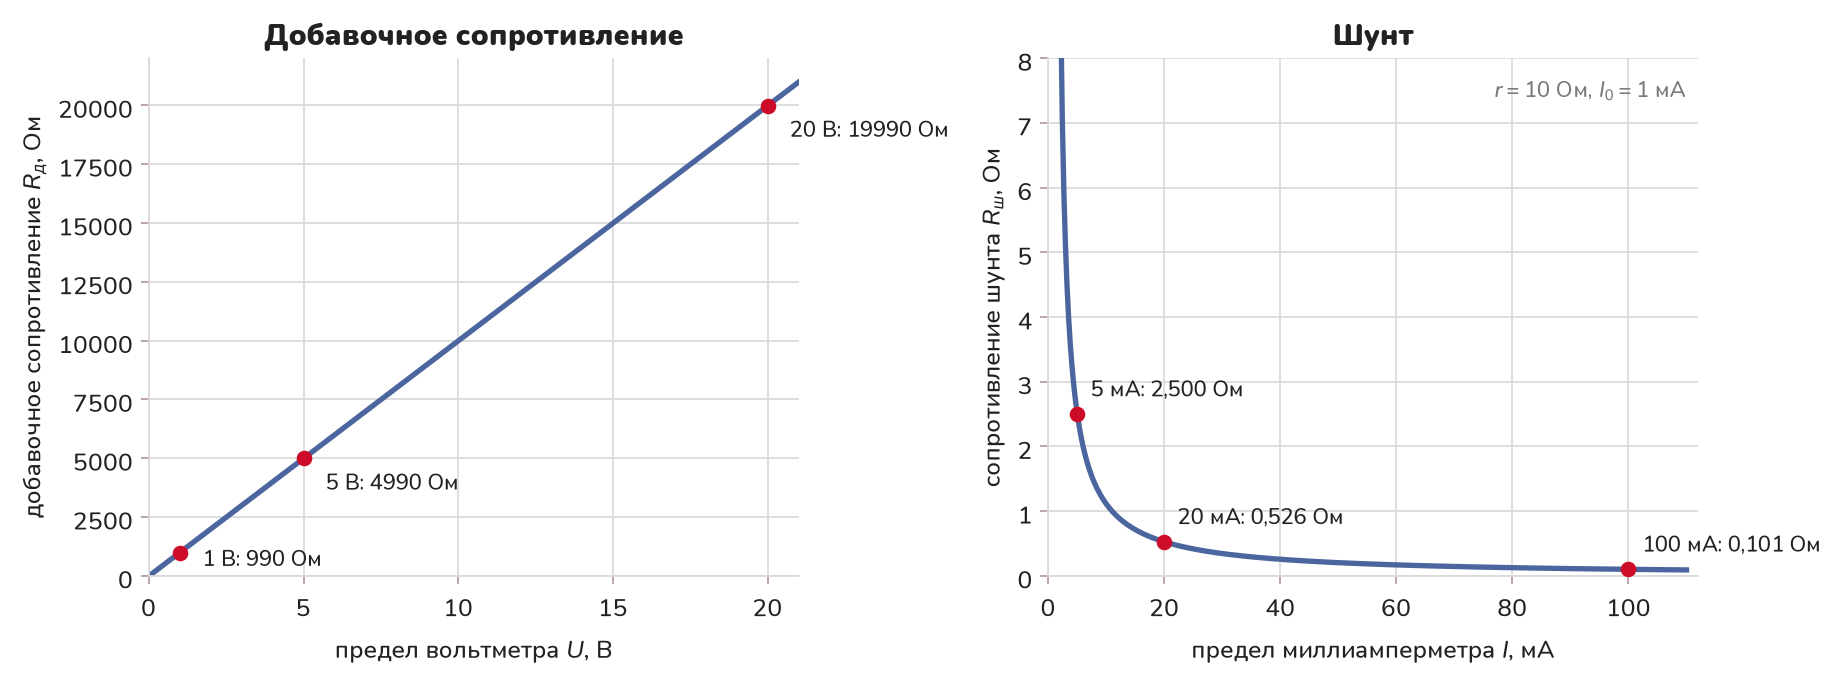 Добавочное сопротивление
добавочное сопротивление Rд, Ом
20000
17500
15000
12500
10000
7500
5000
2500
0
20 В: 19990 Ом
5 В: 4990 Ом
1 В: 990 Ом
0 5 10 15 20
предел вольтметра U, В
Шунт
r = 10 Ом, I0 = 1 мА
сопротивление шунта Rш, Ом
8
7
6
5
4
3
2
1
0
5 мА: 2,500 Ом
20 мА: 0,526 Ом
100 мА: 0,101 Ом
0 20 40 60 80 100
предел миллиамперметра I, мА